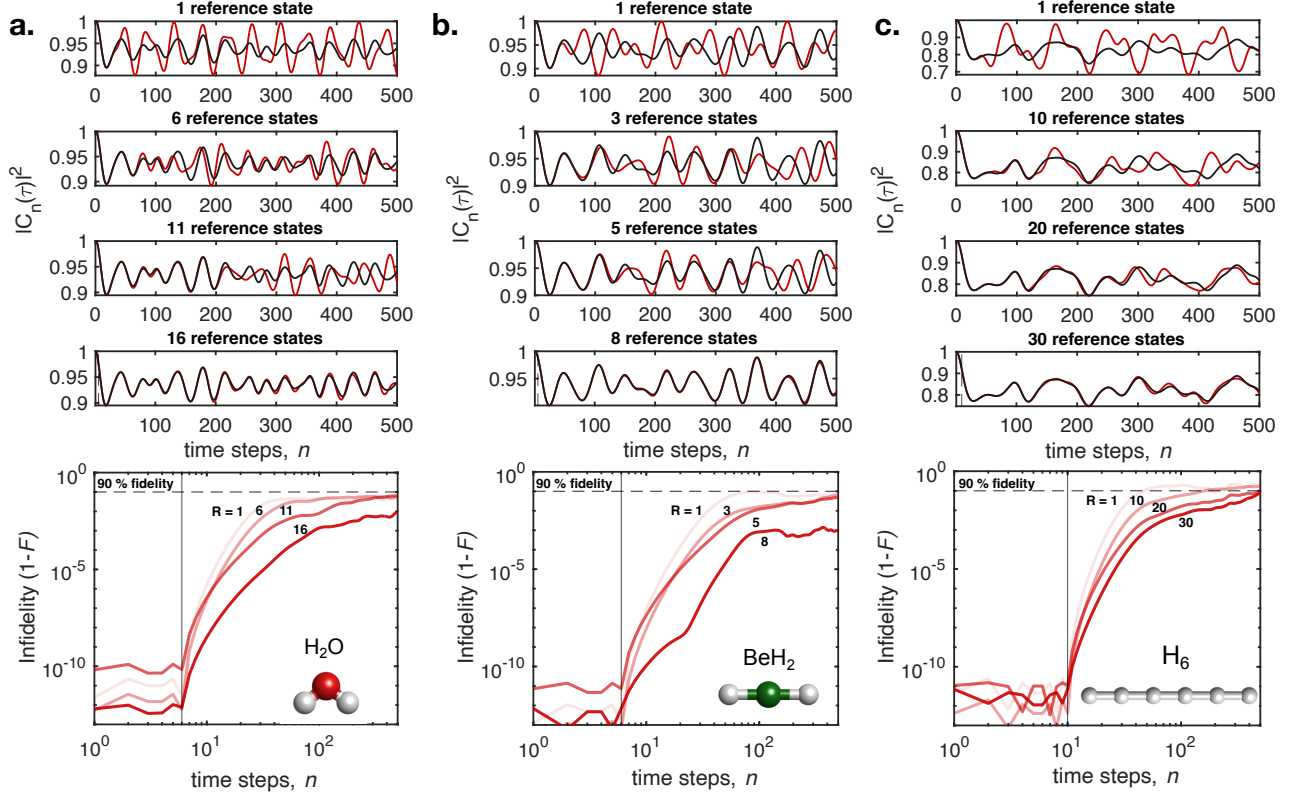 a.
1 reference state
1
0.95
0.9
0 100 200 300 400 500
6 reference states
1
0.95
0.9
0 100 200 300 400 500
|C_n(τ)|²
11 reference states
1
0.95
0.9
0 100 200 300 400 500
16 reference states
1
0.95
0.9
0 100 200 300 400 500
time steps, n
10^0
90 % fidelity
R = 1 6 11
16
10^-5
Infidelity (1-F)
10^-10
H₂O
10^0 10^1 10^2
time steps, n
b.
1 reference state
1
0.95
0.9
0 100 200 300 400 500
3 reference states
1
0.95
0.9
0 100 200 300 400 500
|C_n(τ)|²
5 reference states
1
0.95
0.9
0 100 200 300 400 500
8 reference states
1
0.95
0 100 200 300 400 500
time steps, n
10^0
90 % fidelity
R = 1 3
5
8
10^-5
Infidelity (1-F)
10^-10
BeH₂
10^0 10^1 10^2
time steps, n
c.
1 reference state
0.9
0.8
0.7
0 100 200 300 400 500
10 reference states
1
0.9
0.8
0 100 200 300 400 500
|C_n(τ)|²
20 reference states
1
0.9
0.8
0 100 200 300 400 500
30 reference states
1
0.9
0.8
0 100 200 300 400 500
time steps, n
10^0
90 % fidelity
R = 1 10
20
30
10^-5
Infidelity (1-F)
10^-10
H₆
10^0 10^1 10^2
time steps, n